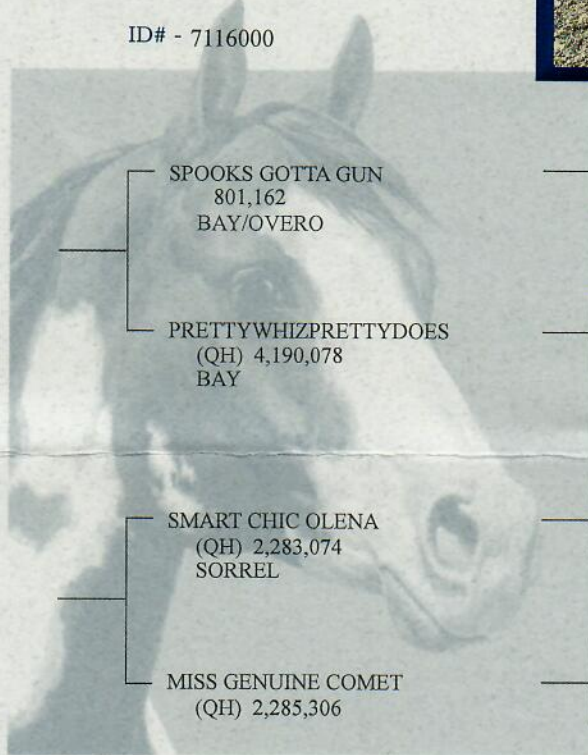 ID# - 7116000
SPOOKS GOTTA GUN
801,162
BAY/OVERO
PRETTYWHIZPRETTYDOES
(QH) 4,190,078
BAY
SMART CHIC OLENA
(QH) 2,283,074
SORREL
MISS GENUINE COMET
(QH) 2,285,306